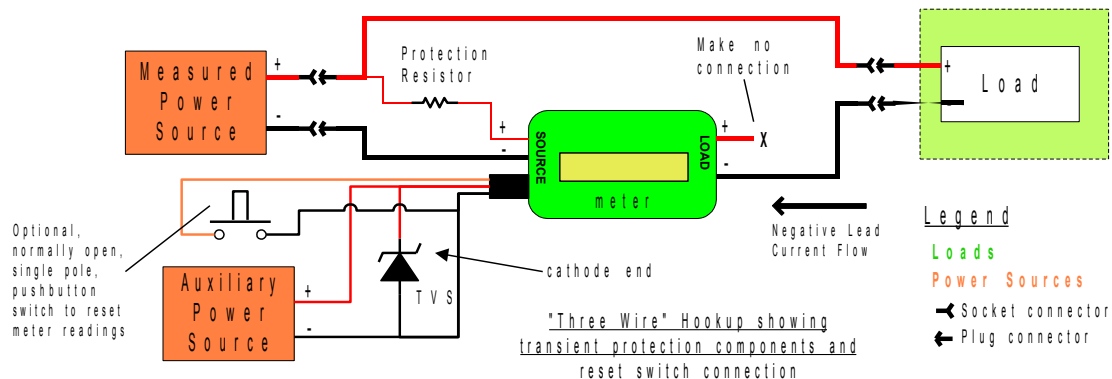 Measured
Power
Source
+
-
Protection
Resistor
Make no
connection
+
-
Load
+
-
SOURCE
LOAD
+
-
meter
Optional,
normally open,
single pole,
pushbutton
switch to reset
meter readings
Auxiliary
Power
Source
+
-
TVS
cathode end
X
Negative Lead
Current Flow
"Three Wire" Hookup showing
transient protection components and
reset switch connection
Legend
Loads
Power Sources
Socket connector
Plug connector